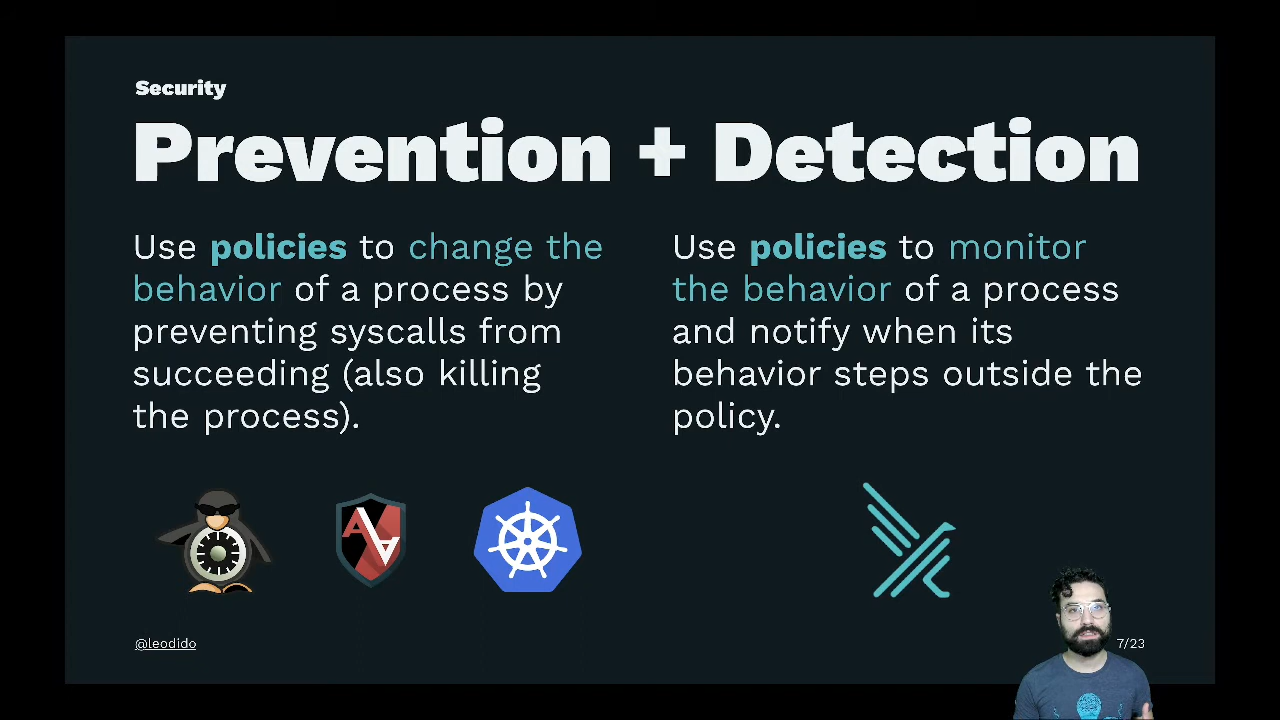 Security
Prevention + Detection
Use policies to change the
behavior of a process by
preventing syscalls from
succeeding (also killing
the process).
Use policies to monitor
the behavior of a process
and notify when its
behavior steps outside the
policy.
@leodido
7/23